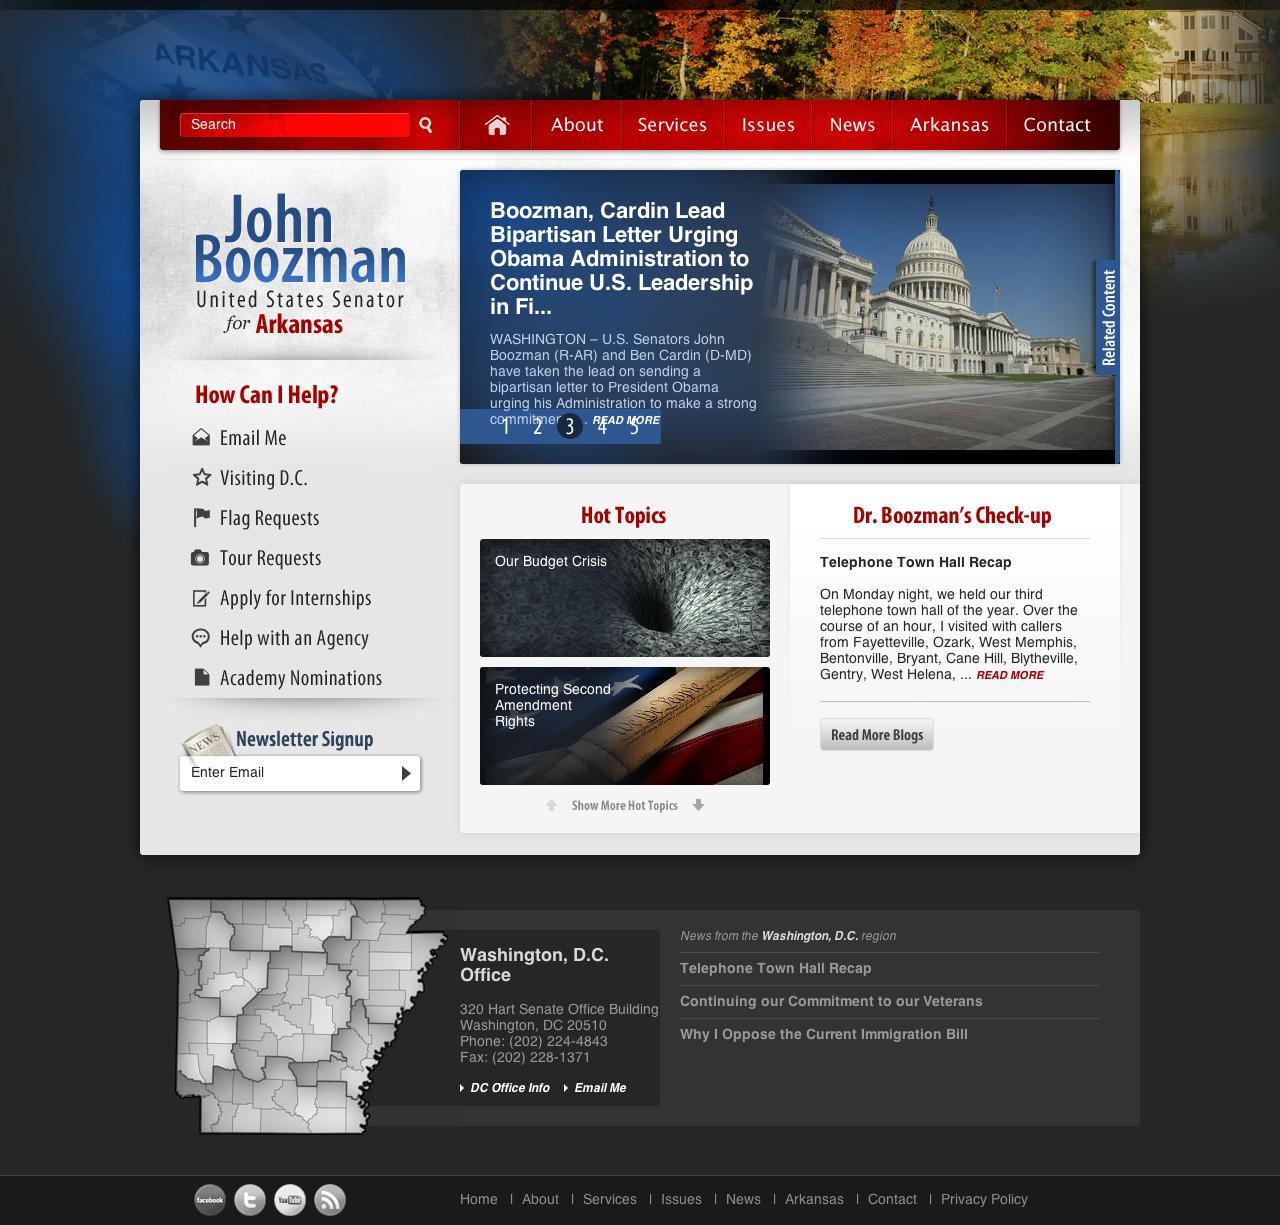 ARKANSAS
Search
About
Services
Issues
News
Arkansas
Contact
John
Boozman
United States Senator
for Arkansas
How Can I Help?
Email Me
Visiting D.C.
Flag Requests
Tour Requests
Apply for Internships
Help with an Agency
Academy Nominations
NEWS
Newsletter Signup
Enter Email
Boozman, Cardin Lead
Bipartisan Letter Urging
Obama Administration to
Continue U.S. Leadership
in Fi...
WASHINGTON – U.S. Senators John
Boozman (R-AR) and Ben Cardin (D-MD)
have taken the lead on sending a
bipartisan letter to President Obama
urging his Administration to make a strong
READ MORE
1 2 3 4 5
Related Content
Hot Topics
Our Budget Crisis
Protecting Second
Amendment
Rights
Show More Hot Topics
Dr. Boozman's Check-up
Telephone Town Hall Recap
On Monday night, we held our third
telephone town hall of the year. Over the
course of an hour, I visited with callers
from Fayetteville, Ozark, West Memphis,
Bentonville, Bryant, Cane Hill, Blytheville,
Gentry, West Helena, ... READ MORE
Read More Blogs
Washington, D.C.
Office
320 Hart Senate Office Building
Washington, DC 20510
Phone: (202) 224-4843
Fax: (202) 228-1371
DC Office Info
Email Me
News from the Washington, D.C. region
Telephone Town Hall Recap
Continuing our Commitment to our Veterans
Why I Oppose the Current Immigration Bill
facebook
YouTube
Home | About | Services | Issues | News | Arkansas | Contact | Privacy Policy